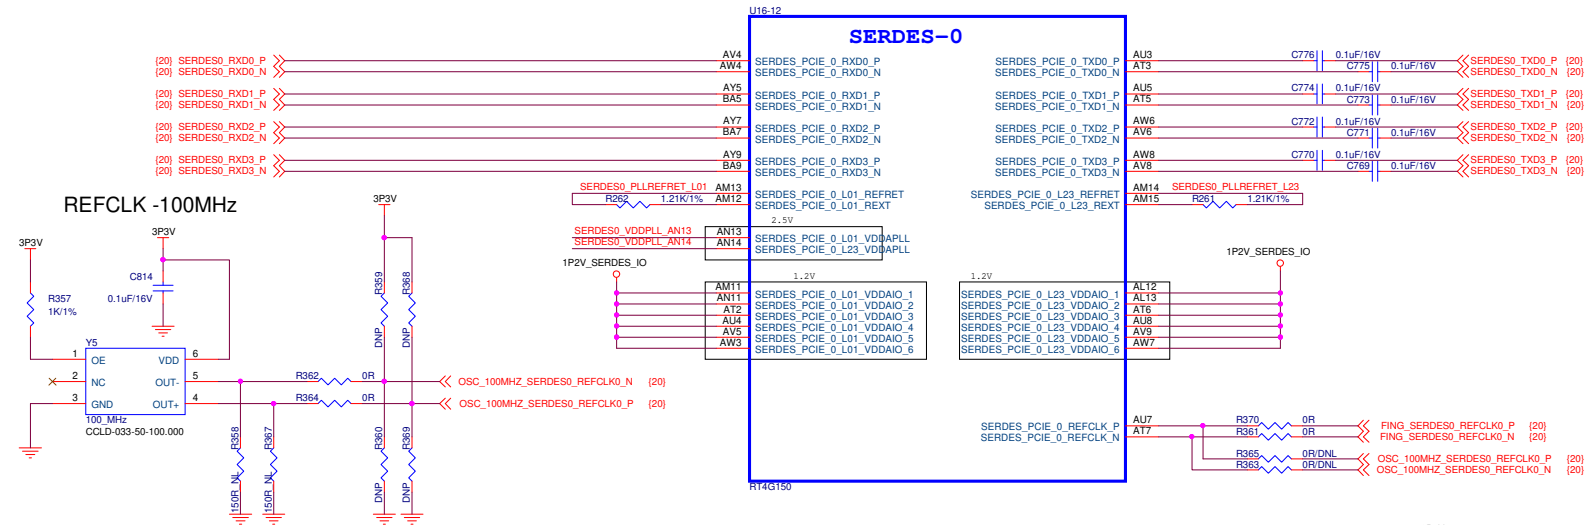 U16-12
SERDES-0
{20} SERDES0_RXD0_P
{20} SERDES0_RXD0_N
{20} SERDES0_RXD1_P
{20} SERDES0_RXD1_N
{20} SERDES0_RXD2_P
{20} SERDES0_RXD2_N
{20} SERDES0_RXD3_P
{20} SERDES0_RXD3_N
AV4 SERDES_PCIE_0_RXD0_P
AW4 SERDES_PCIE_0_RXD0_N
AY5 SERDES_PCIE_0_RXD1_P
BA5 SERDES_PCIE_0_RXD1_N
AY7 SERDES_PCIE_0_RXD2_P
BA7 SERDES_PCIE_0_RXD2_N
AY9 SERDES_PCIE_0_RXD3_P
BA9 SERDES_PCIE_0_RXD3_N
SERDES0_PLLREFRET_L01 AM13 SERDES_PCIE_0_L01_REFRET
R262 1.21K/1% AM12 SERDES_PCIE_0_L01_REXT
2.5V
SERDES0_VDDPLL_AN13 AN13 SERDES_PCIE_0_L01_VDDAPLL
SERDES0_VDDPLL_AN14 AN14 SERDES_PCIE_0_L23_VDDAPLL
1P2V_SERDES_IO
1.2V
AM11 SERDES_PCIE_0_L01_VDDAIO_1
AN11 SERDES_PCIE_0_L01_VDDAIO_2
AT2 SERDES_PCIE_0_L01_VDDAIO_3
AU4 SERDES_PCIE_0_L01_VDDAIO_4
AV5 SERDES_PCIE_0_L01_VDDAIO_5
AW3 SERDES_PCIE_0_L01_VDDAIO_6
SERDES_PCIE_0_TXD0_P AU3 C776 0.1uF/16V SERDES0_TXD0_P {20}
SERDES_PCIE_0_TXD0_N AT3 C775 0.1uF/16V SERDES0_TXD0_N {20}
SERDES_PCIE_0_TXD1_P AU5 C774 0.1uF/16V SERDES0_TXD1_P {20}
SERDES_PCIE_0_TXD1_N AT5 C773 0.1uF/16V SERDES0_TXD1_N {20}
SERDES_PCIE_0_TXD2_P AW6 C772 0.1uF/16V SERDES0_TXD2_P {20}
SERDES_PCIE_0_TXD2_N AV6 C771 0.1uF/16V SERDES0_TXD2_N {20}
SERDES_PCIE_0_TXD3_P AW8 C770 0.1uF/16V SERDES0_TXD3_P {20}
SERDES_PCIE_0_TXD3_N AV8 C769 0.1uF/16V SERDES0_TXD3_N {20}
SERDES_PCIE_0_L23_REFRET AM14 SERDES0_PLLREFRET_L23
SERDES_PCIE_0_L23_REXT AM15 R261 1.21K/1%
1P2V_SERDES_IO
1.2V
SERDES_PCIE_0_L23_VDDAIO_1 AL12
SERDES_PCIE_0_L23_VDDAIO_2 AL13
SERDES_PCIE_0_L23_VDDAIO_3 AT6
SERDES_PCIE_0_L23_VDDAIO_4 AU8
SERDES_PCIE_0_L23_VDDAIO_5 AV9
SERDES_PCIE_0_L23_VDDAIO_6 AW7
SERDES_PCIE_0_REFCLK_P AU7 R370 0R FING_SERDES0_REFCLK0_P {20}
SERDES_PCIE_0_REFCLK_N AT7 R361 0R FING_SERDES0_REFCLK0_N {20}
R365 0R/DNL OSC_100MHZ_SERDES0_REFCLK0_P {20}
R363 0R/DNL OSC_100MHZ_SERDES0_REFCLK0_N {20}
RT4G150
REFCLK -100MHz
3P3V
3P3V
3P3V
C814
0.1uF/16V
R357
1K/1%
R359
DNP
R368
DNP
Y5
1 OE VDD 6
2 NC OUT- 5
3 GND OUT+ 4
100_MHz
CCLD-033-50-100.000
R362 0R OSC_100MHZ_SERDES0_REFCLK0_N {20}
R364 0R OSC_100MHZ_SERDES0_REFCLK0_P {20}
R358
150R_NL
R367
150R_NL
R360
DNP
R369
DNP